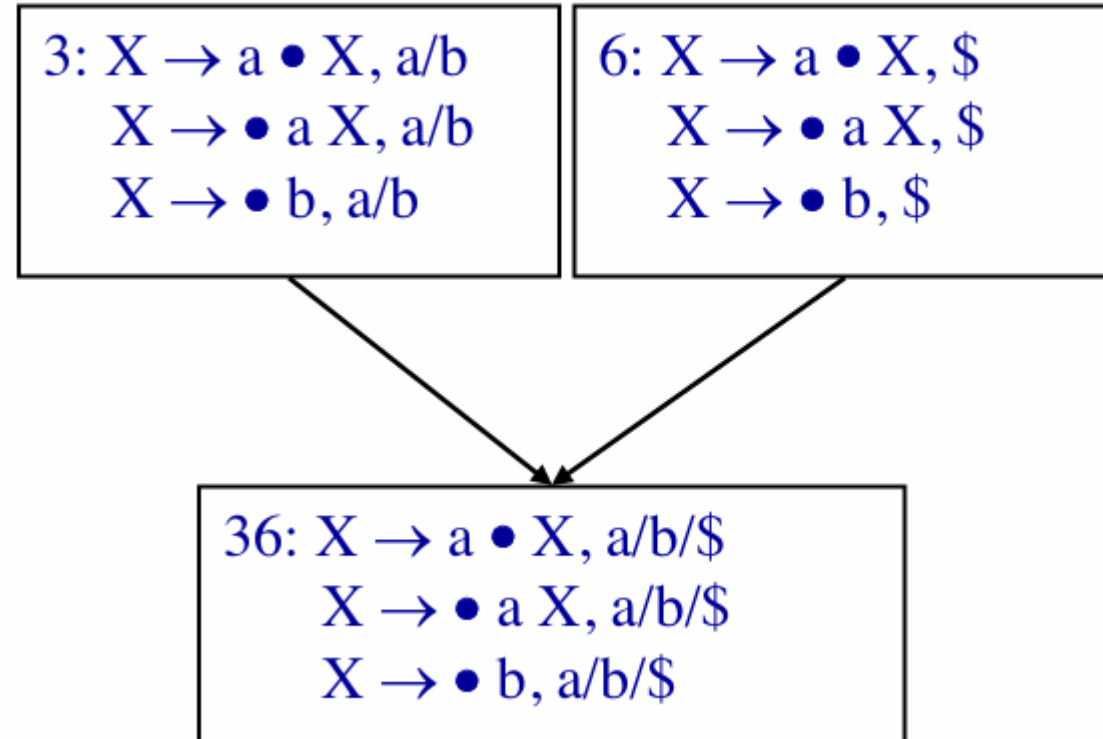 3: X → a • X, a/b
X → • a X, a/b
X → • b, a/b
6: X → a • X, $
X → • a X, $
X → • b, $
36: X → a • X, a/b/$
X → • a X, a/b/$
X → • b, a/b/$